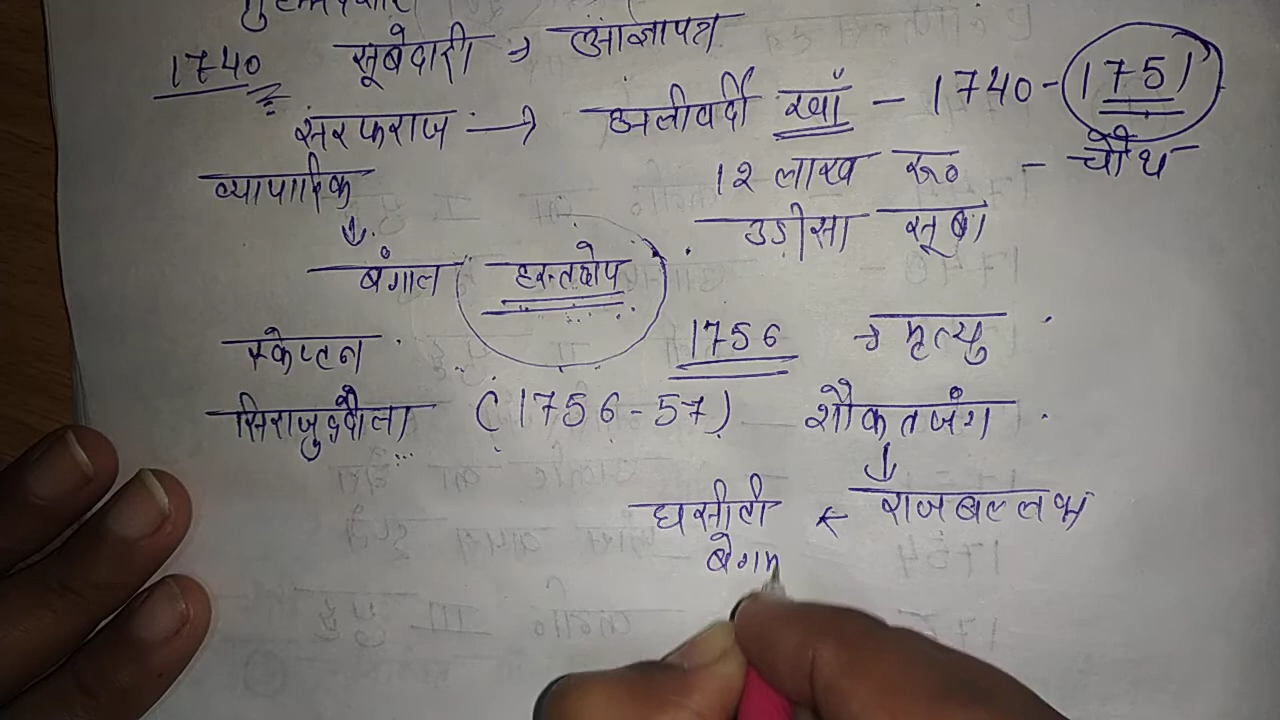 1740 सूबेदारी → आज्ञापत्र
सरफराज → अलीवर्दी खाँ - 1740-1751
व्यापारिक 12 लाख रू० - चौथ
↓ उड़ीसा सूबा
बंगाल हस्तक्षेप
1756 → मृत्यु
सिराजुद्दौला (1756-57) शौकतजंग
↓
घसीटी ← राजबल्लभ
बेगम